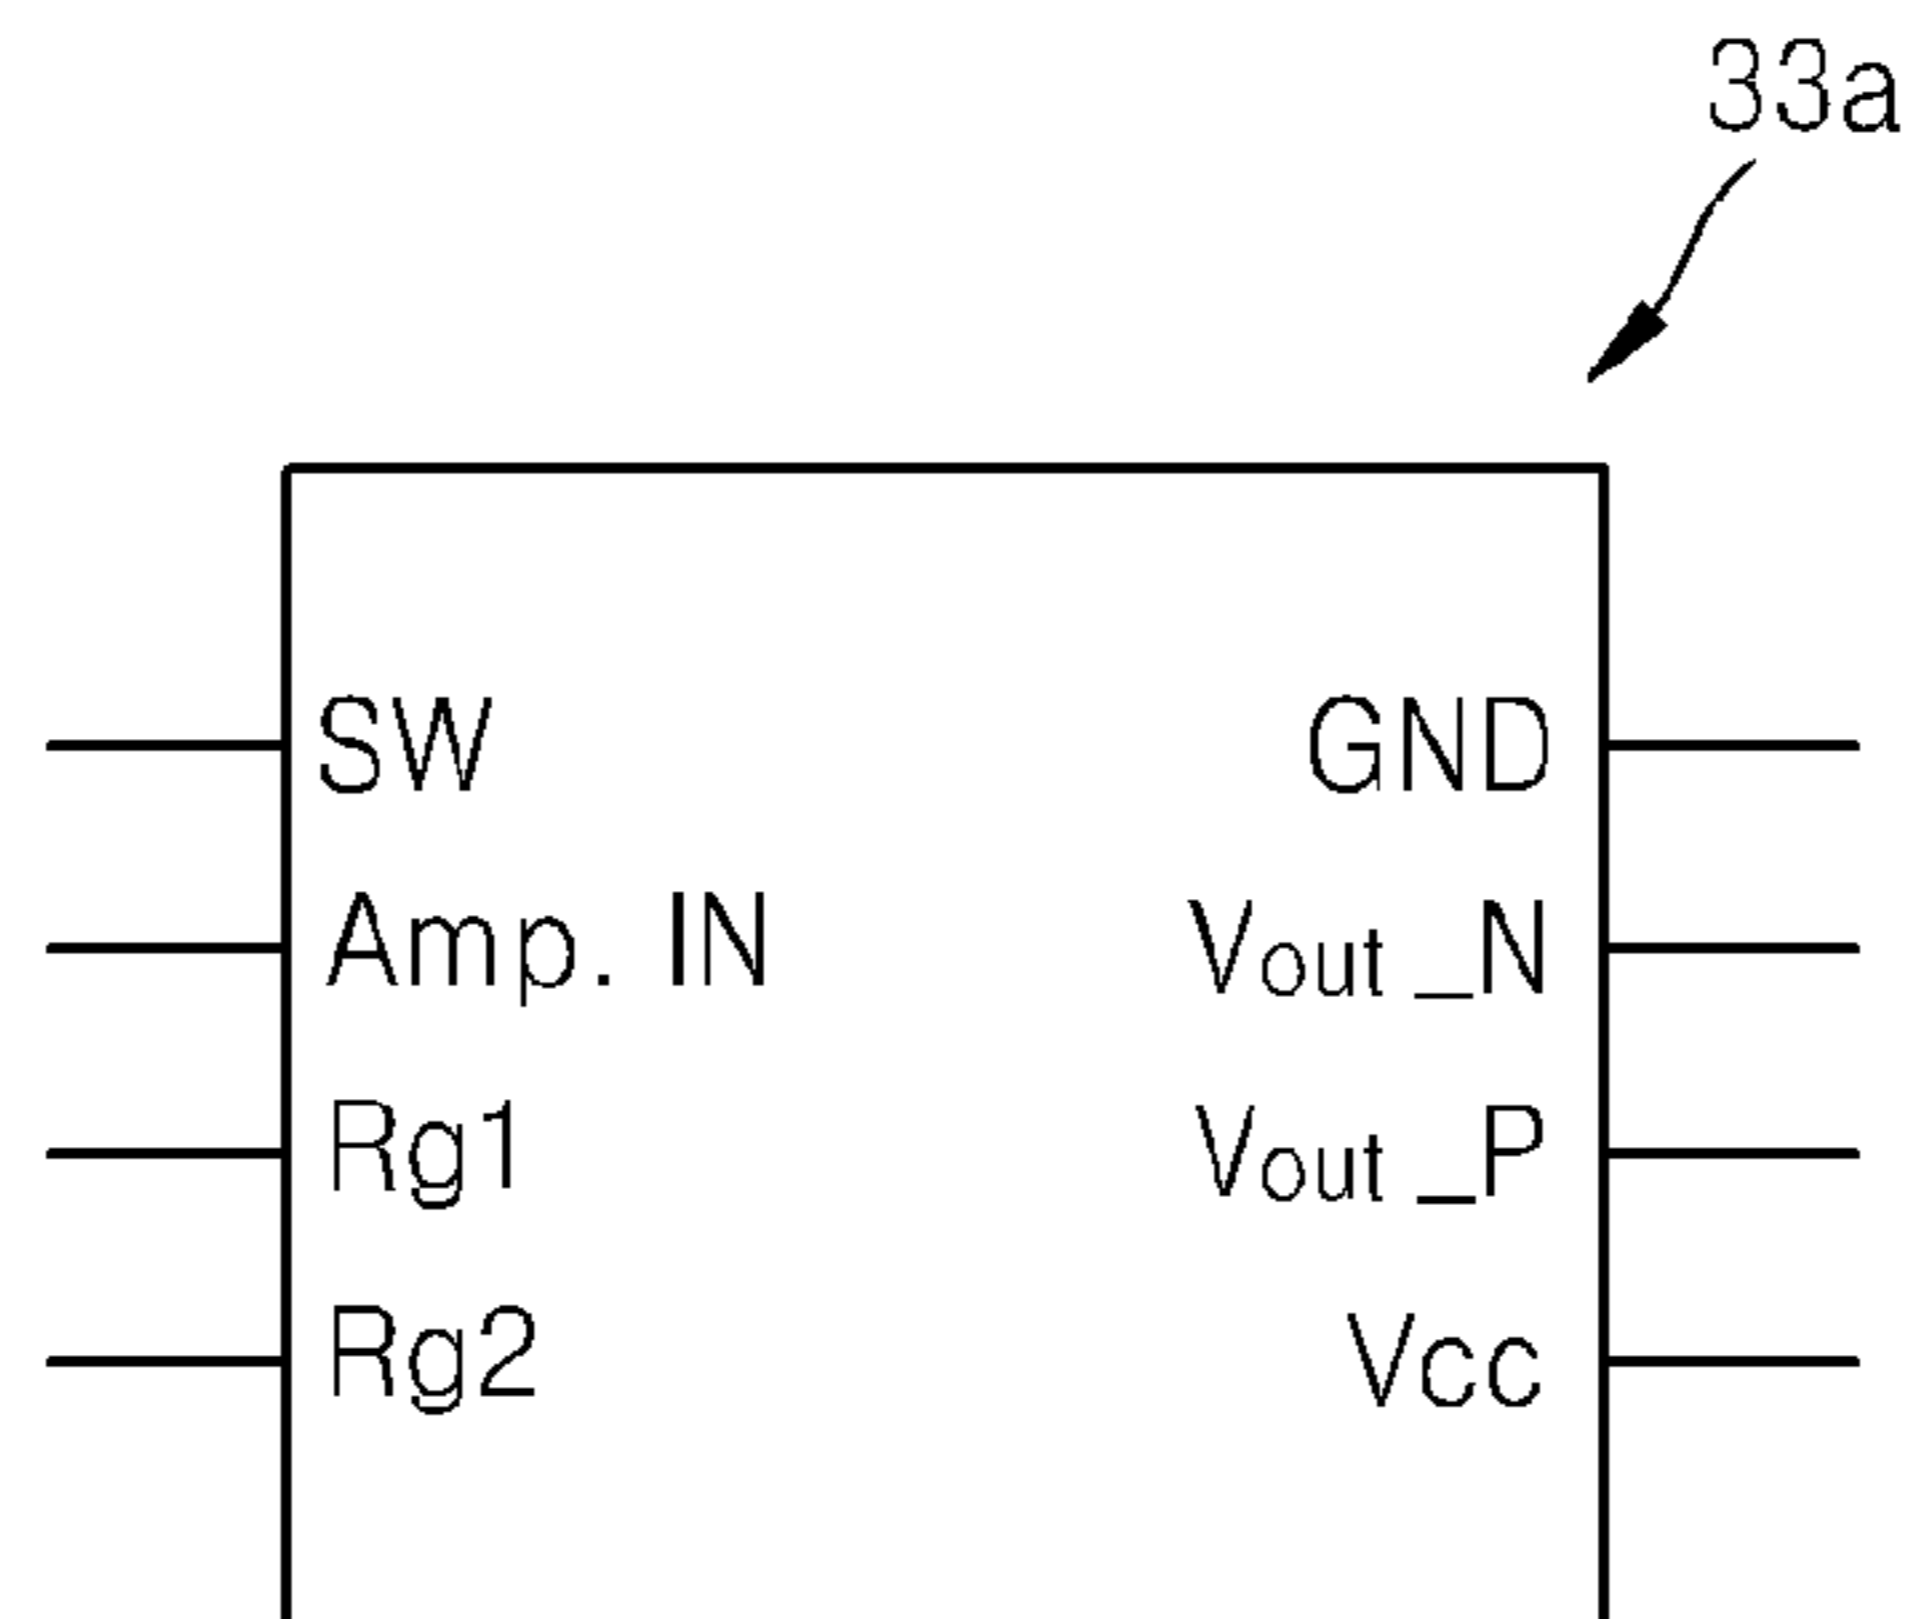 33a
SW GND
Amp. IN Vout _N
Rg1 Vout _P
Rg2 Vcc